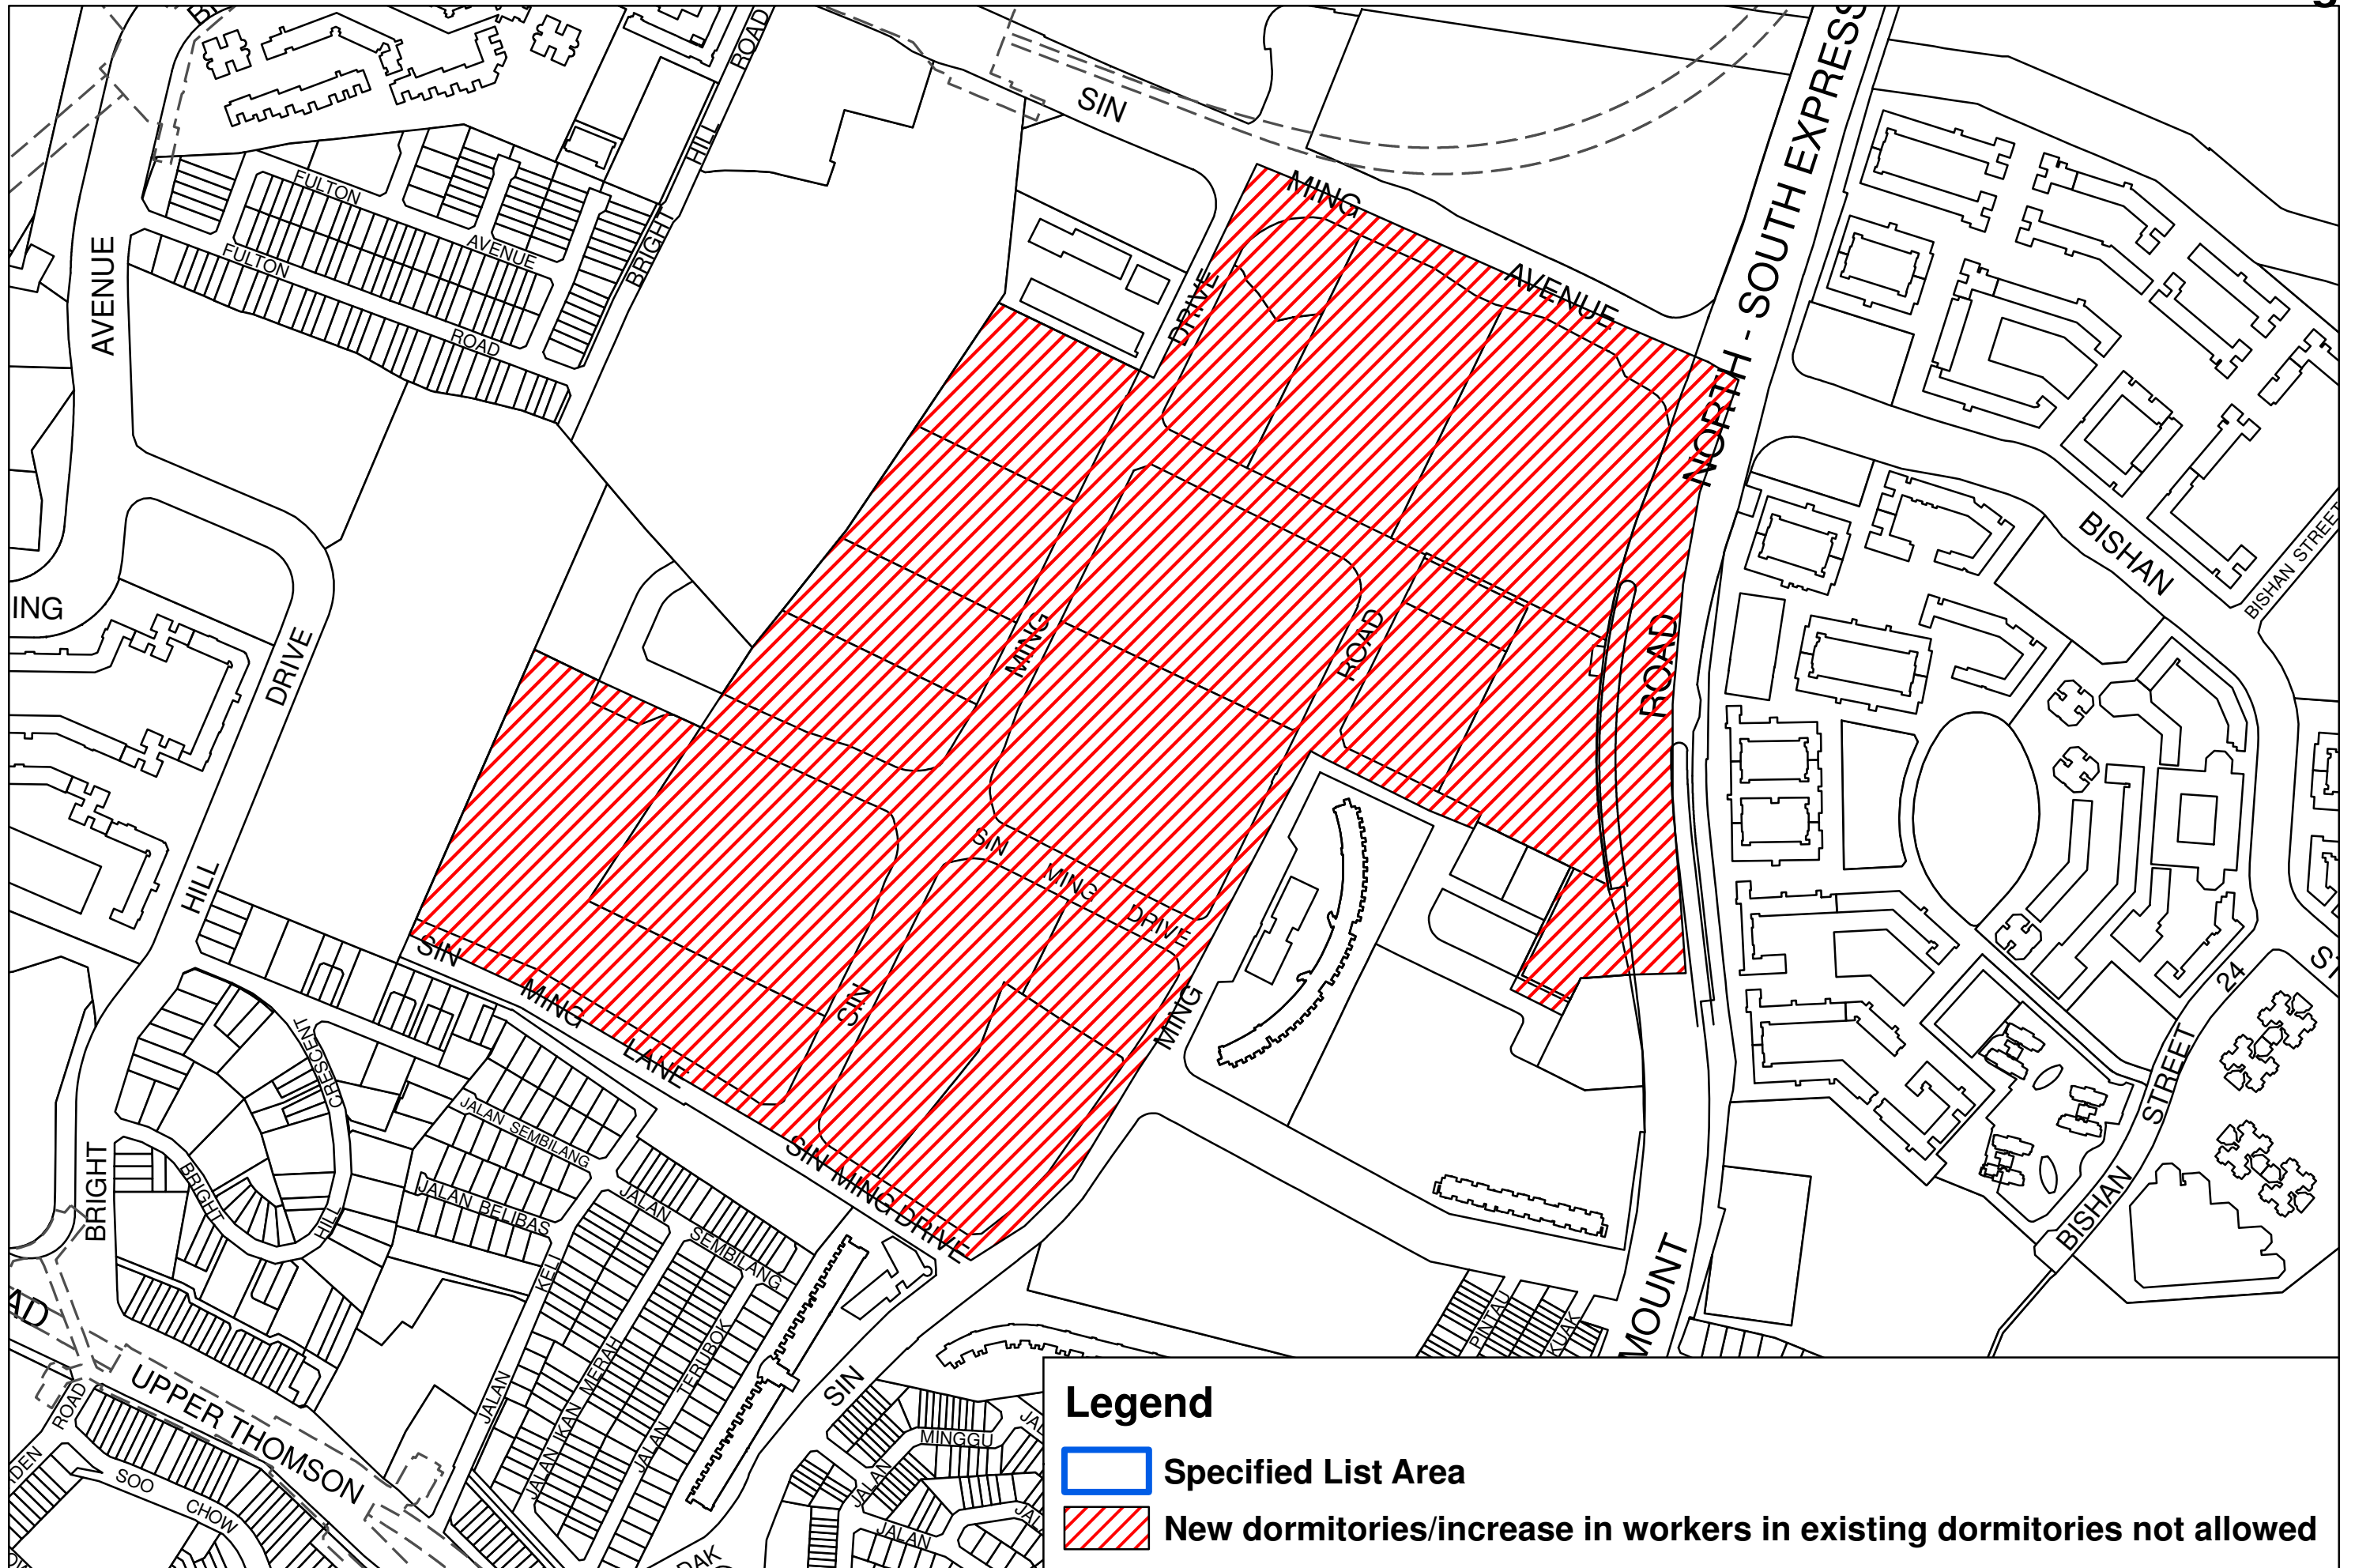 SIN
MING
AVENUE
NORTH - SOUTH EXPRESS
ROAD
HILL
BRIGHT
FULTON
AVENUE
FULTON
ROAD
AVENUE
DRIVE
MING
ROAD
ROAD
BISHAN
BISHAN STREET
ING
DRIVE
HILL
SIN
MING
LANE
SIN
SIN
MING
DRIVE
MING
SIN MING DRIVE
24
STREET
BISHAN
CRESCENT
BRIGHT
BRIGHT
HILL
JALAN SEMBILANG
JALAN BELIBAS
JALAN
SEMBILANG
KELI
JALAN
JALAN IKAN MERAH
TERUBOK
JALAN
SIN
MOUNT
PINTAU
KUAK
AD
UPPER THOMSON
ROAD
DEN
SOO
CHOW
MINGGU
JALAN
JALAN
DAK
Legend
Specified List Area
New dormitories/increase in workers in existing dormitories not allowed